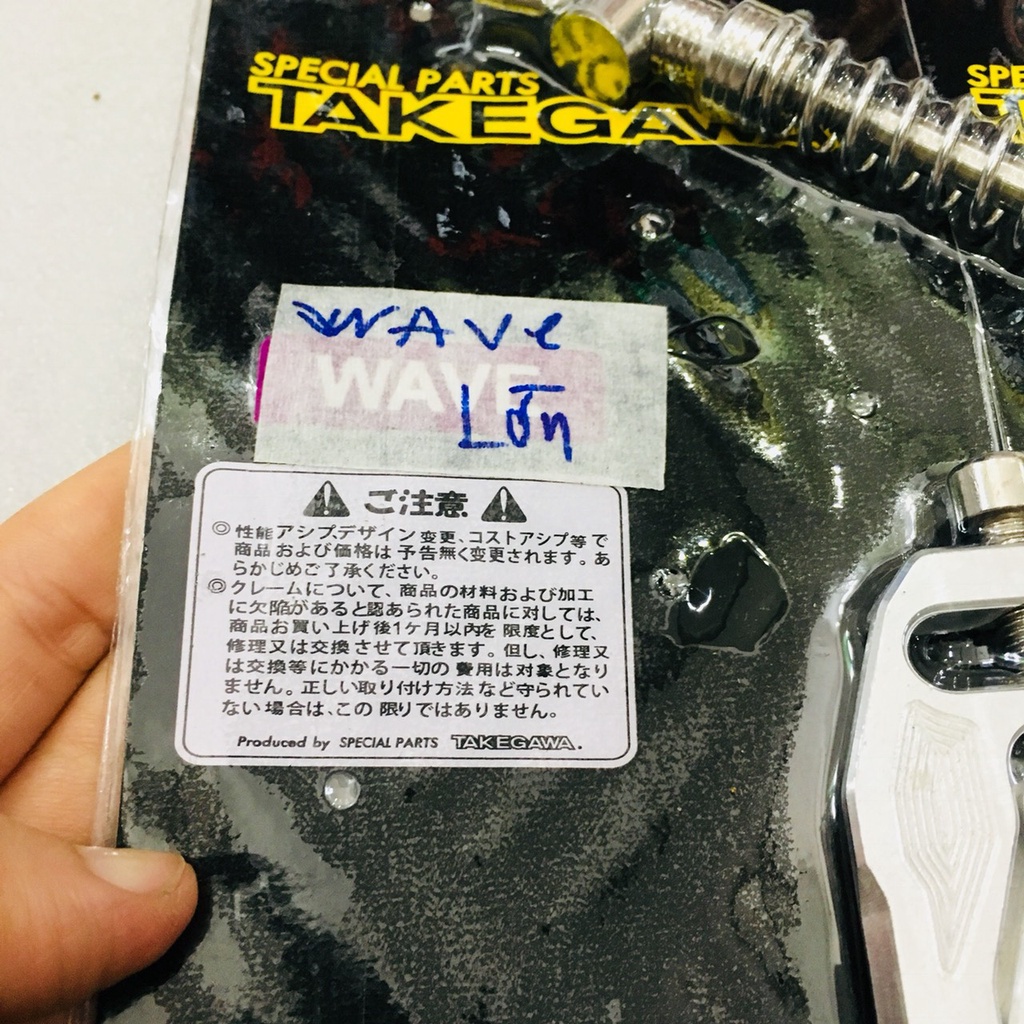 SPECIAL PARTS
TAKEGAWA.
SPE
WAVe
WAVE
Lớn
ご注意
◎性能アシプ.デザイン変更、コストアシプ等で
商品および価格は予告無く変更されます。あ
らかじめご了承ください。
◎クレームについて、商品の材料および加工
に欠陥があると認あられた商品に対しては、
商品お買い上げ後1ケ月以内を限度として、
修理又は交換させて頂きます。但し、修理又
は交換等にかかる一切の費用は対象となり
ません。正しい取り付け方法など守られてい
ない場合は、この限りではありません。
Produced by SPECIAL PARTS TAKEGAWA.